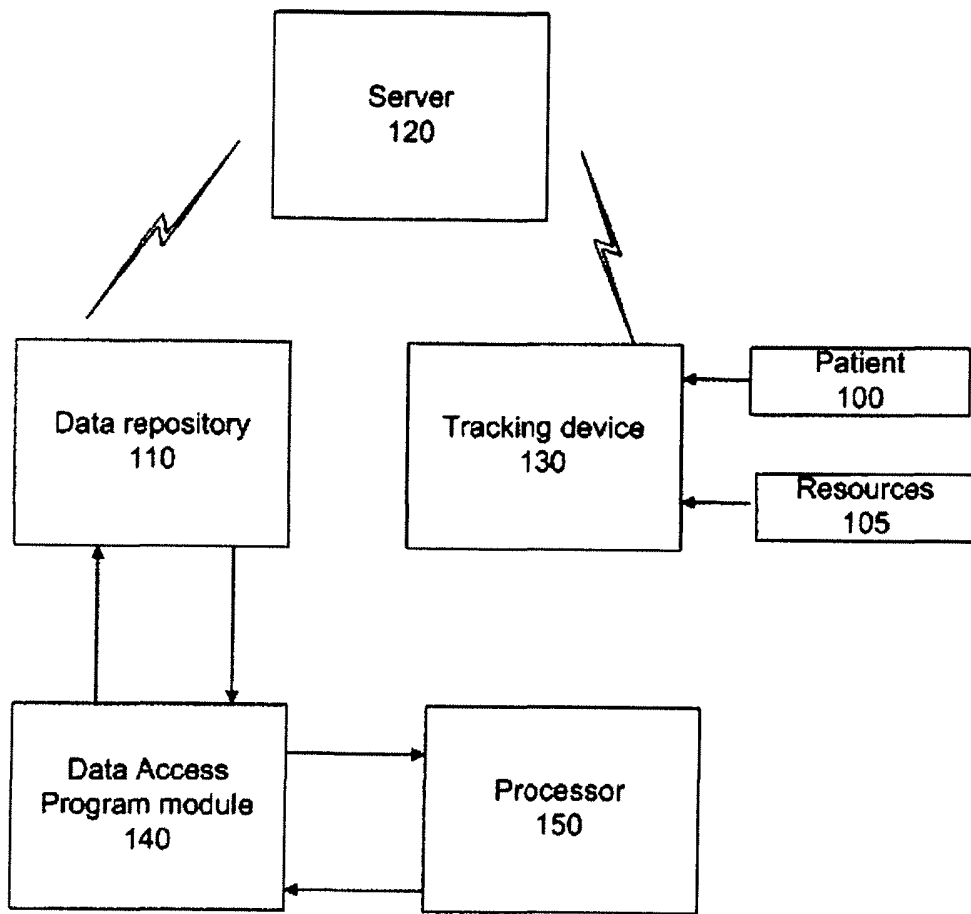 Server
120
Data repository
110
Tracking device
130
Patient
100
Resources
105
Data Access
Program module
140
Processor
150